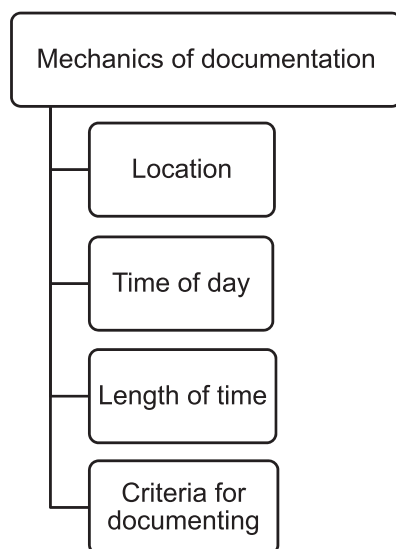 Mechanics of documentation
Location
Time of day
Length of time
Criteria for
documenting